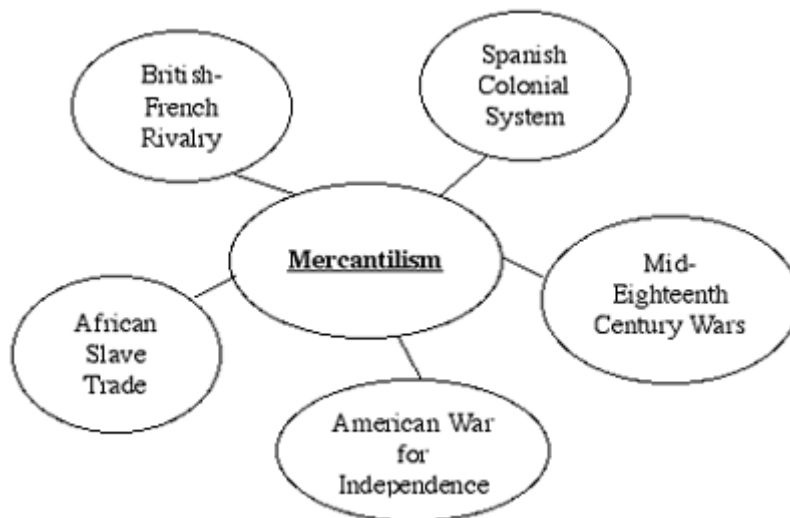 British-
French
Rivalry
Spanish
Colonial
System
Mercantilism
Mid-
Eighteenth
Century Wars
African
Slave
Trade
American War
for
Independence